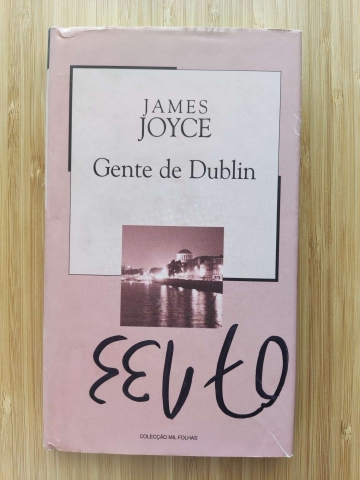 JAMES
JOYCE
Gente de Dublin
COLECÇÃO MIL FOLHAS